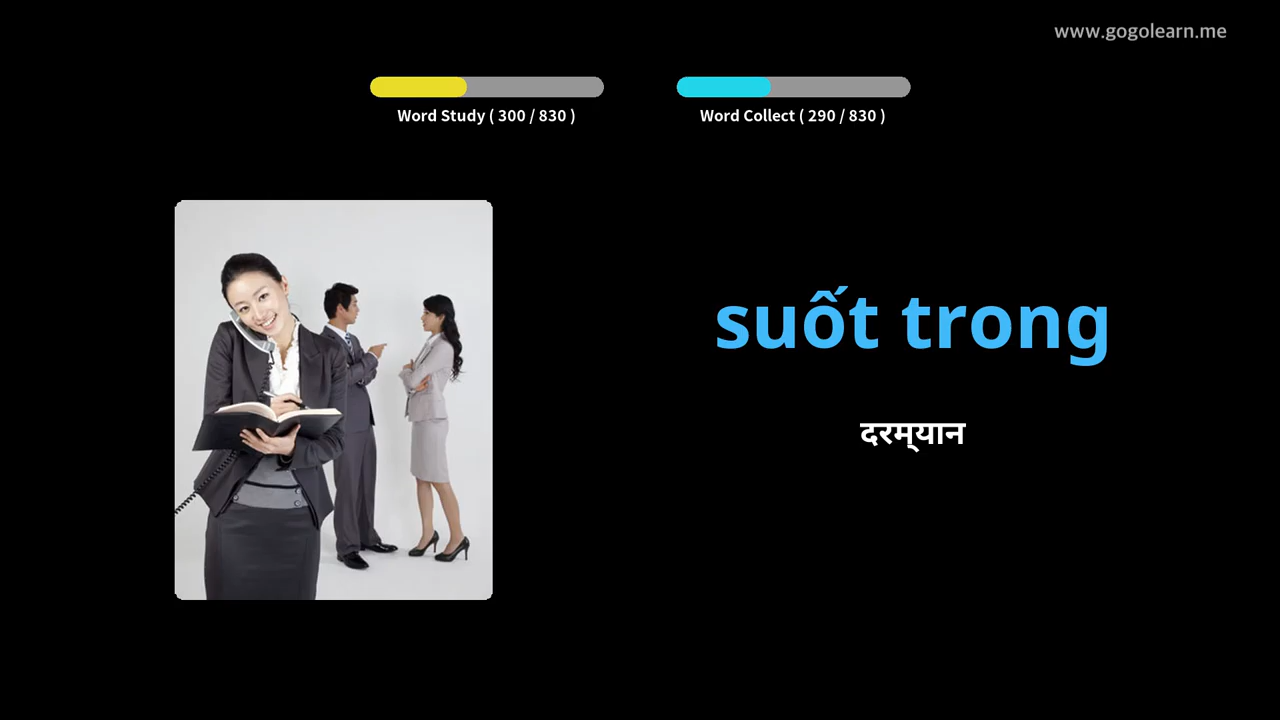 www.gogolearn.me
Word Study ( 300 / 830 )
Word Collect ( 290 / 830 )
suốt trong
दरम्यान